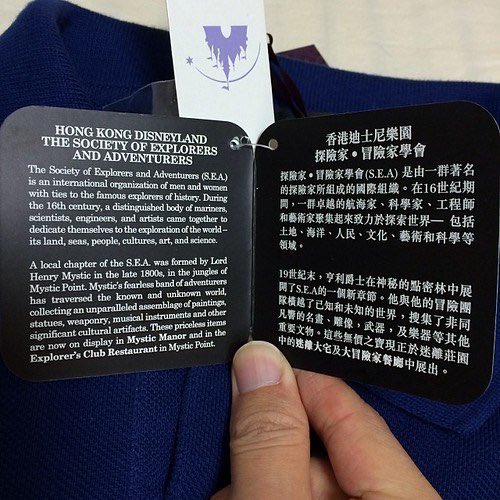 HONG KONG DISNEYLAND
THE SOCIETY OF EXPLORERS
AND ADVENTURERS
The Society of Explorers and Adventurers (S.E.A)
is an international organization of men and women
with ties to the famous explorers of history. During
the 16th century, a distinguished body of mariners,
scientists, engineers, and artists came together to
dedicate themselves to the exploration of the world –
its land, seas, people, cultures, art, and science.
A local chapter of the S.E.A. was formed by Lord
Henry Mystic in the late 1800s, in the jungles of
Mystic Point. Mystic's fearless band of adventurers
has traversed the known and unknown world,
collecting an unparalleled assemblage of paintings,
statues, weaponry, musical instruments and other
significant cultural artifacts. These priceless items
are now on display in Mystic Manor and in the
Explorer's Club Restaurant in Mystic Point.
香港迪士尼樂園
探險家•冒險家學會
探險家•冒險家學會(S.E.A) 是由一群著名
的探險家所組成的國際組織。在16世紀期
間,一群卓越的航海家、科學家、工程師
和藝術家聚集起來致力於探索世界— 包括
土地、海洋、人民、文化、藝術和科學等
領域。
19世紀末,亨利爵士在神秘的點密林中展
開了S.E.A的一個新章節。他與他的冒險團
隊橫越了已知和未知的世界,搜集了非同
凡響的名畫、雕像,武器,及樂器等其他
重要文物。這些無價之寶現正於迷離莊園
中的迷離大宅及大冒險家餐廳中展出。